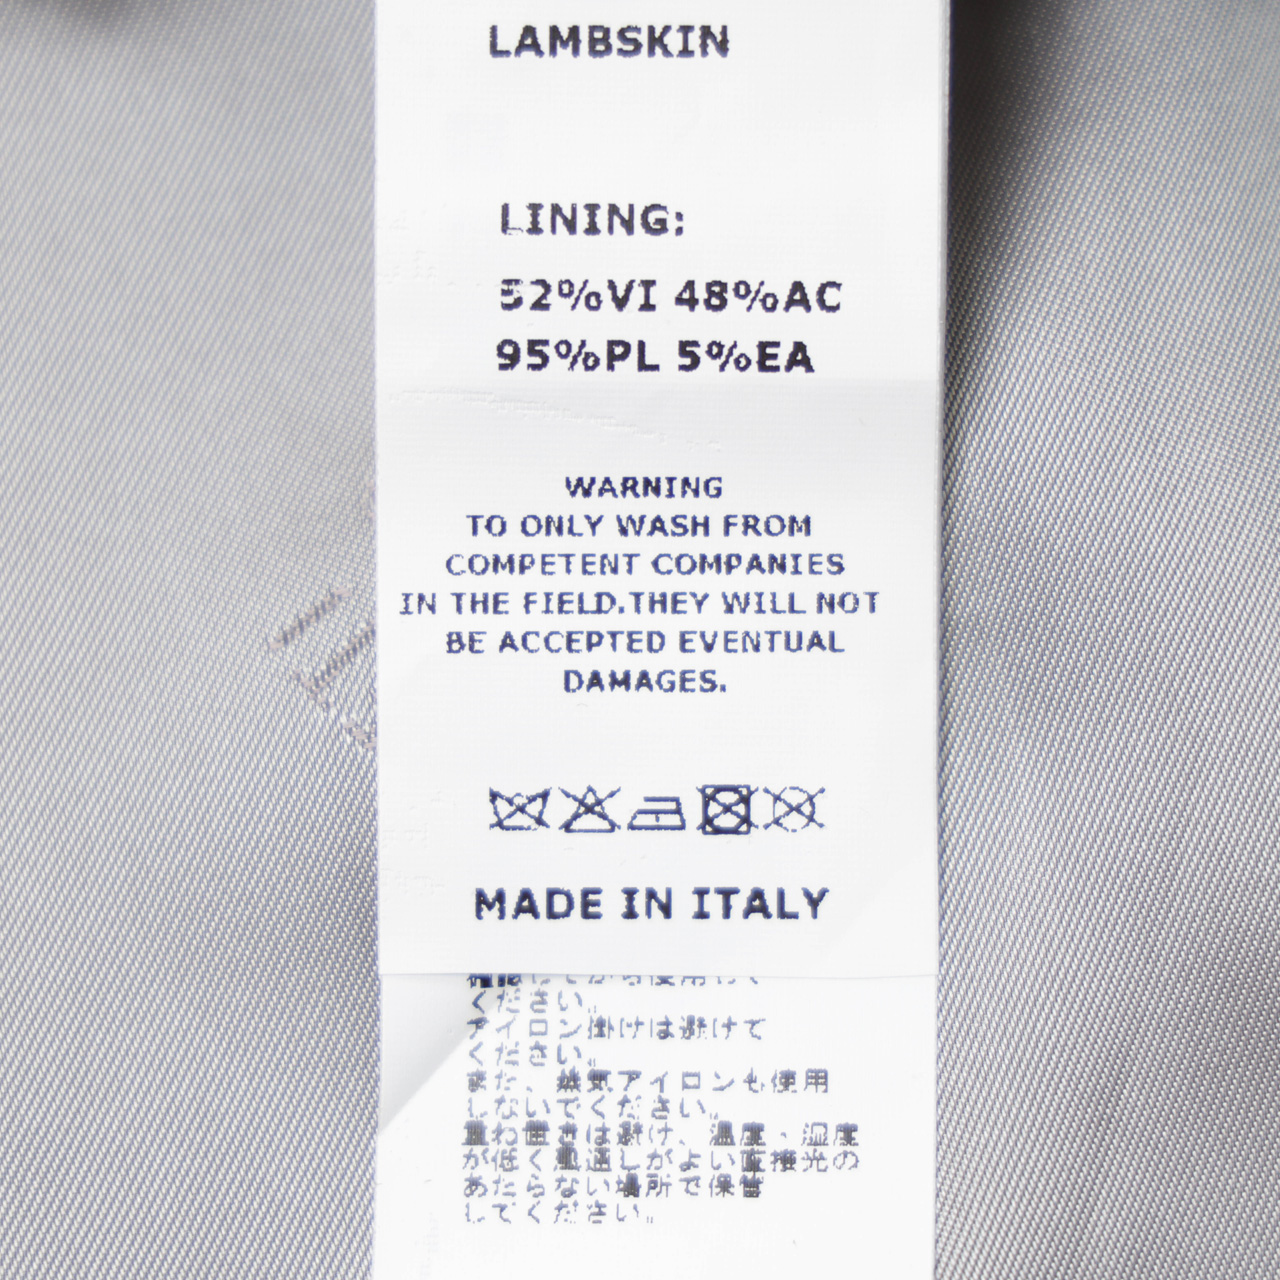 LAMBSKIN
LINING:
52%VI 48%AC
95%PL 5%EA
WARNING
TO ONLY WASH FROM
COMPETENT COMPANIES
IN THE FIELD.THEY WILL NOT
BE ACCEPTED EVENTUAL
DAMAGES.
MADE IN ITALY
ください。
アイロン掛けは避けて
ください。
また、蒸気アイロンも使用
しないでください。
重ね置きは避け、温度・湿度
が低く風通しがよい直接光の
あたらない場所で保管
してください。